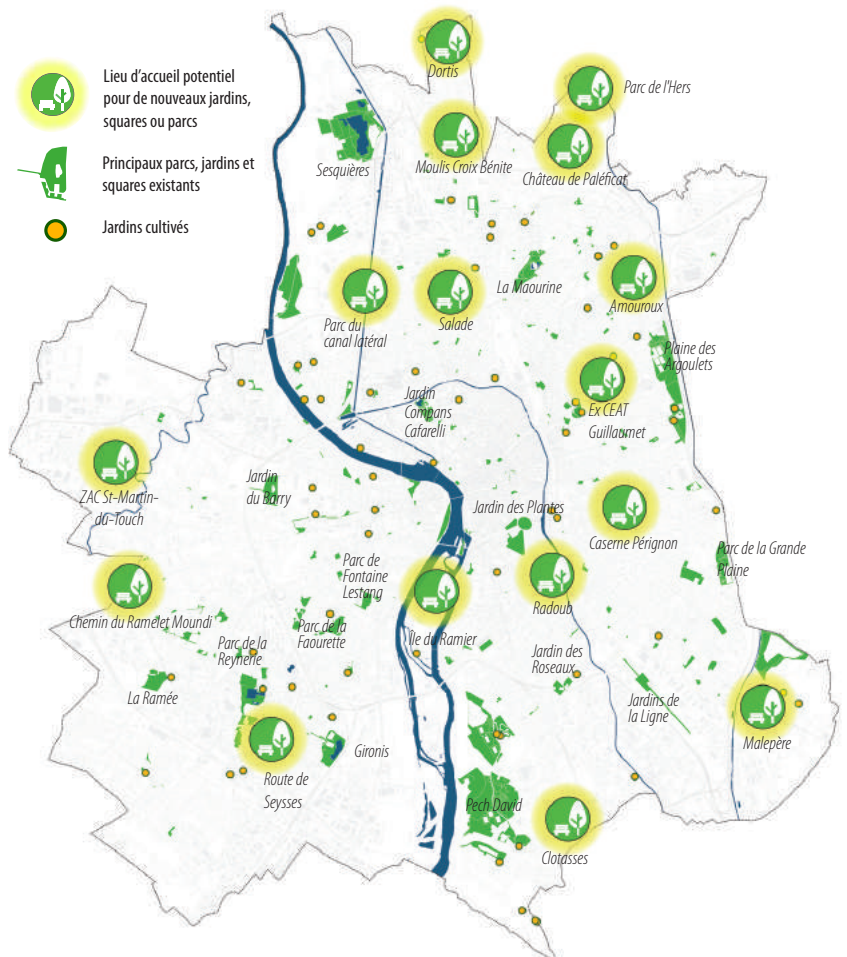 Lieu d'accueil potentiel
pour de nouveaux jardins,
squares ou parcs
Principaux parcs, jardins et
squares existants
Jardins cultivés
Dortis
Parc de l'Hers
Sesquières
Moulis Croix Bénite
Château de Paléficat
La Maourine
Amouroux
Parc du
canal latéral
Salade
Plaine des
Argoulets
Jardin
Compans
Cafarelli
Ex CEAT
Guillaumet
ZAC St-Martin-
du-Touch
Jardin
du Barry
Jardin des Plantes
Caserne Pérignon
Parc de la Grande
Plaine
Parc de
Fontaine
Lestang
Radoub
Chemin du Ramelet Moundi
Parc de la
Faourette
Île du Ramier
Parc de la
Reynerie
Jardin des
Roseaux
La Ramée
Jardins de
la Ligne
Malepère
Gironis
Route de
Seysses
Pech David
Clotasses